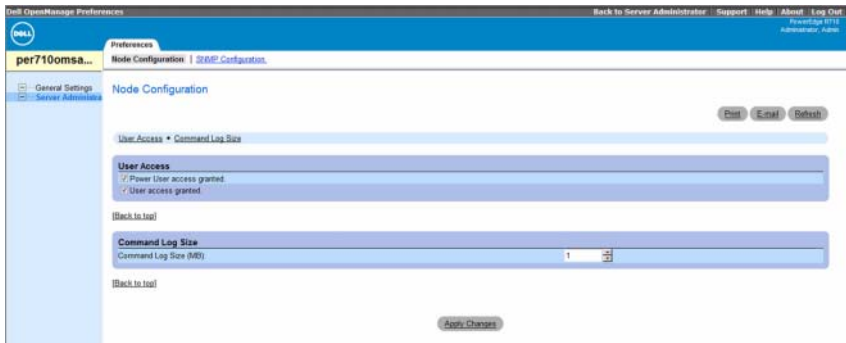 Dell OpenManage Preferences
Back to Server Administrator | Support | Help | About | Log Out
DELL
PowerEdge R710
Administrator, Admin
Preferences
per710omsa...
Node Configuration | SNMP Configuration
General Settings
Server Administra
Node Configuration
Print E-mail Refresh
User Access • Command Log Size
User Access
Power User access granted.
User access granted.
[Back to top]
Command Log Size
Command Log Size (MB) 1
[Back to top]
Apply Changes